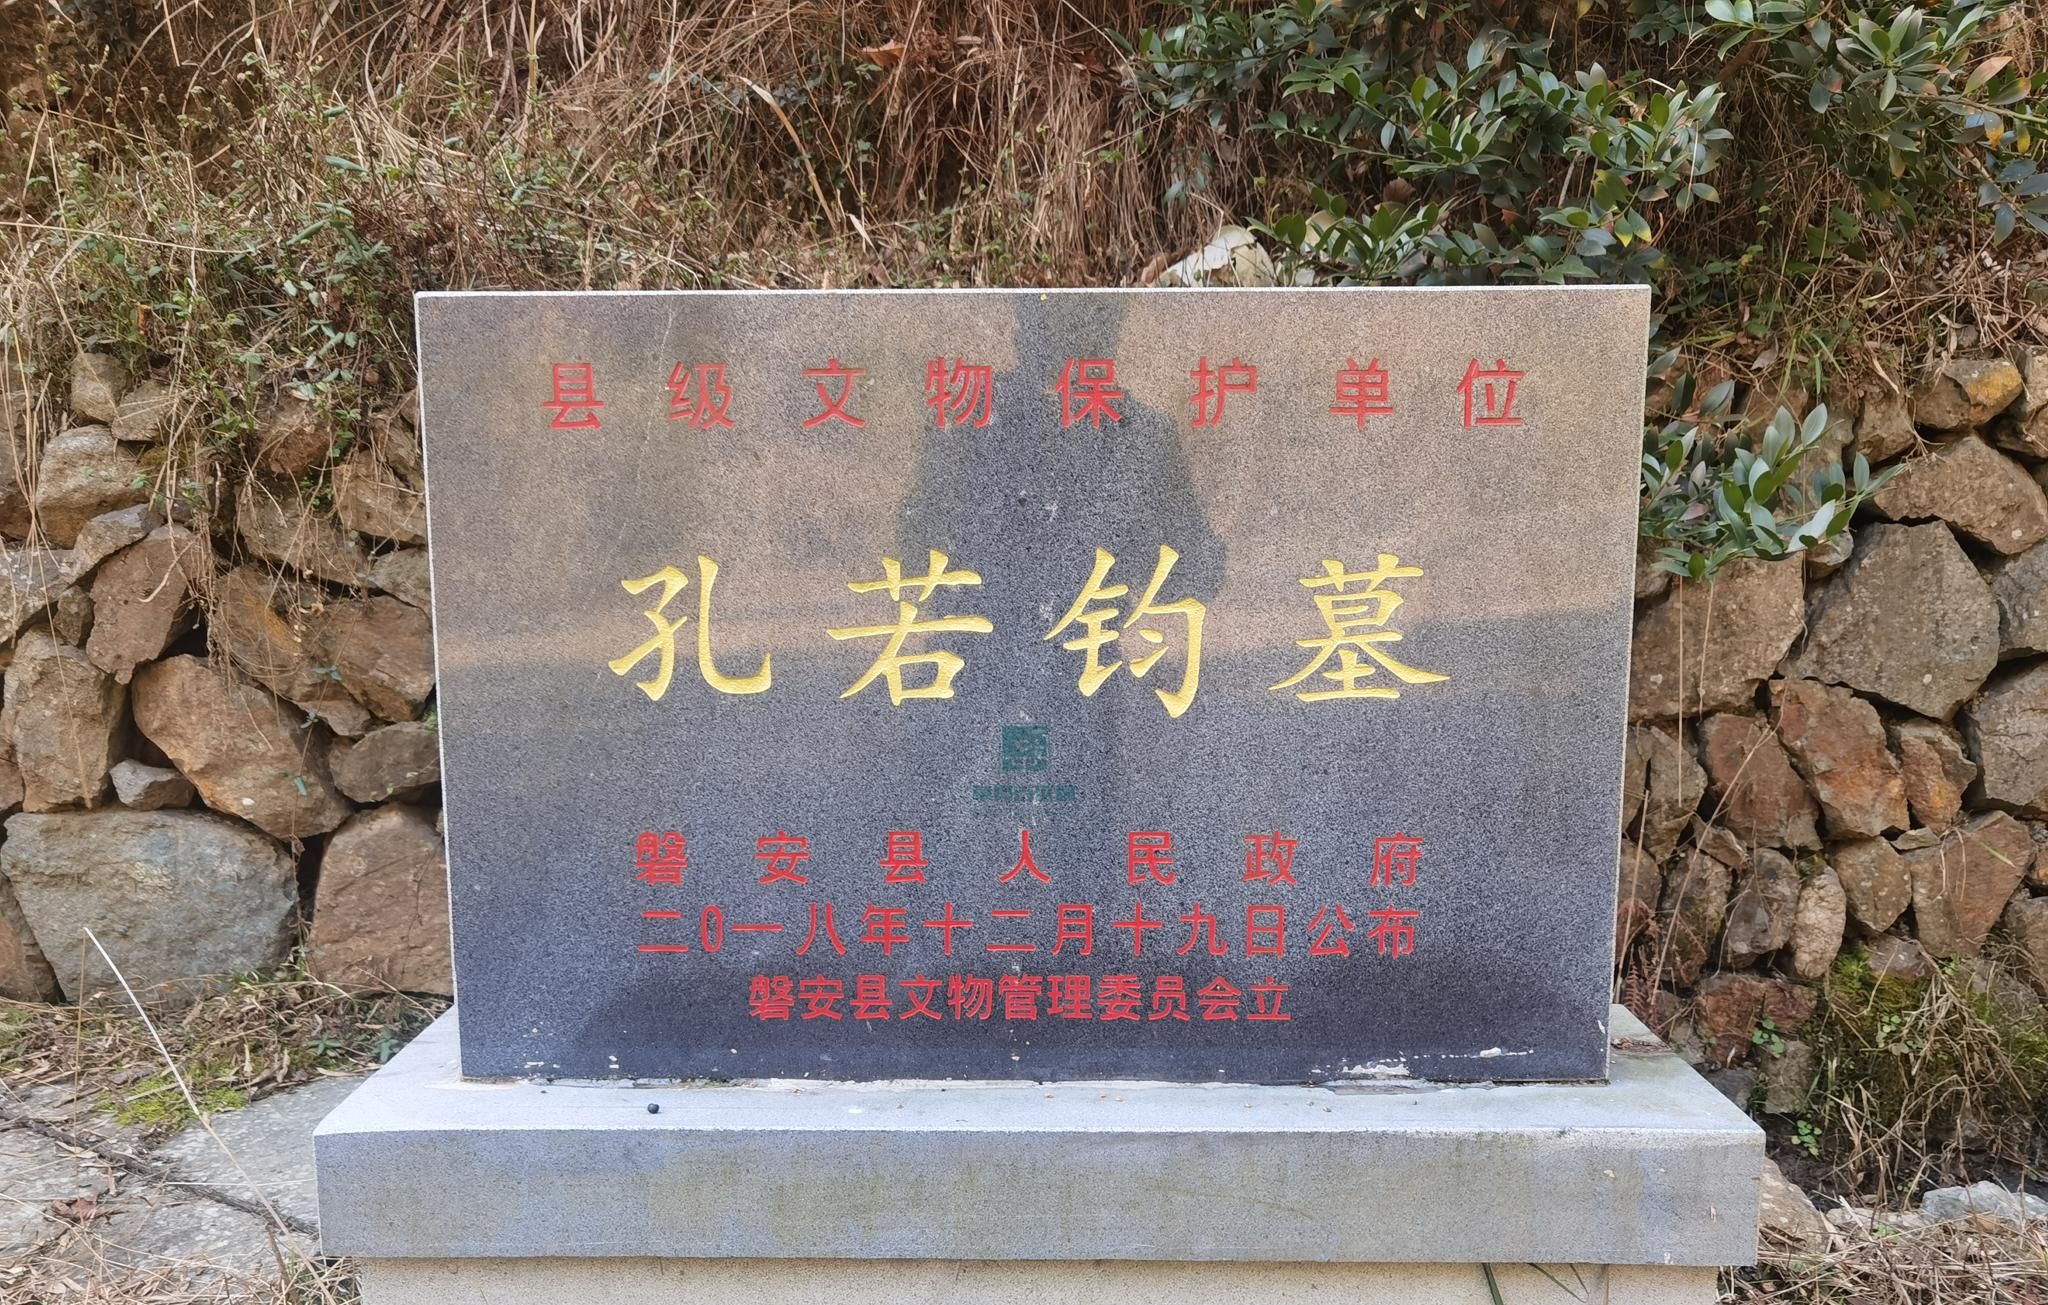 县级文物保护单位
孔若钧墓
磐安县人民政府
二0一八年十二月十九日公布
磐安县文物管理委员会立